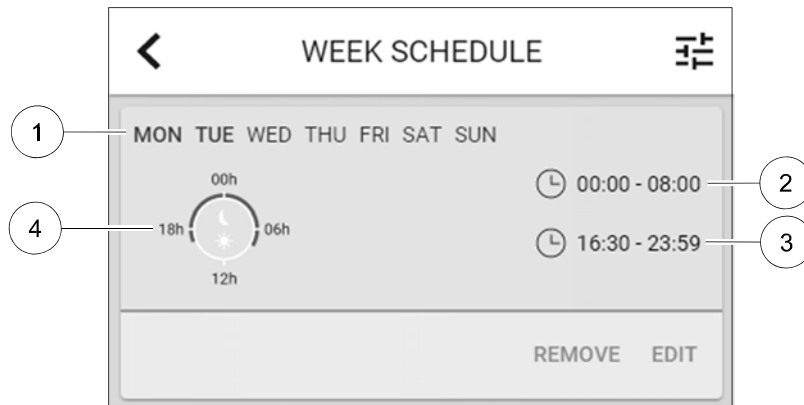 WEEK SCHEDULE
1
MON TUE WED THU FRI SAT SUN
00h
00:00 - 08:00
2
4
18h
06h
16:30 - 23:59
3
12h
REMOVE EDIT